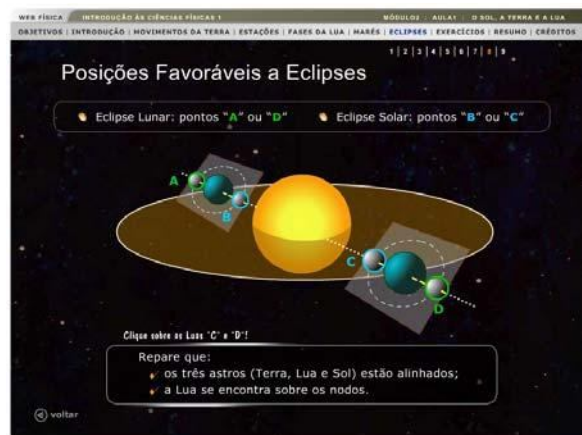 WEB FÍSICA INTRODUÇÃO ÀS CIÊNCIAS FÍSICAS 1 MÓDULO2 : AULA1 : O SOL, A TERRA E A LUA
OBJETIVOS | INTRODUÇÃO | MOVIMENTOS DA TERRA | ESTAÇÕES | FASES DA LUA | MARÉS | ECLIPSES | EXERCÍCIOS | RESUMO | CRÉDITOS
1 | 2 | 3 | 4 | 5 | 6 | 7 | 8 | 9
Posições Favoráveis a Eclipses
Eclipse Lunar: pontos "A" ou "D" Eclipse Solar: pontos "B" ou "C"
A
B
C
D
Clique sobre as Luas "C" e "D"!
Repare que:
os três astros (Terra, Lua e Sol) estão alinhados;
a Lua se encontra sobre os nodos.
voltar